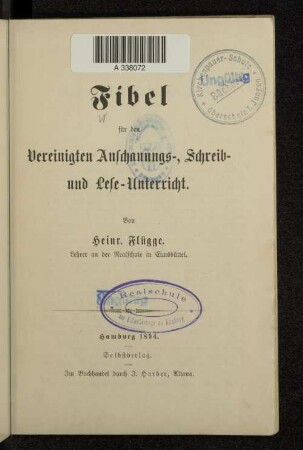 A 338072
Fibel
für den
Vereinigten Anschauungs-, Schreib-
und Lese-Unterricht.
Von
Heinr. Flügge.
Lehrer an der Realschule in Eimsbüttel.
Ungültig
Realschule
Hamburg 1894.
Selbstverlag.
Im Buchhandel durch J. Harder, Altona.